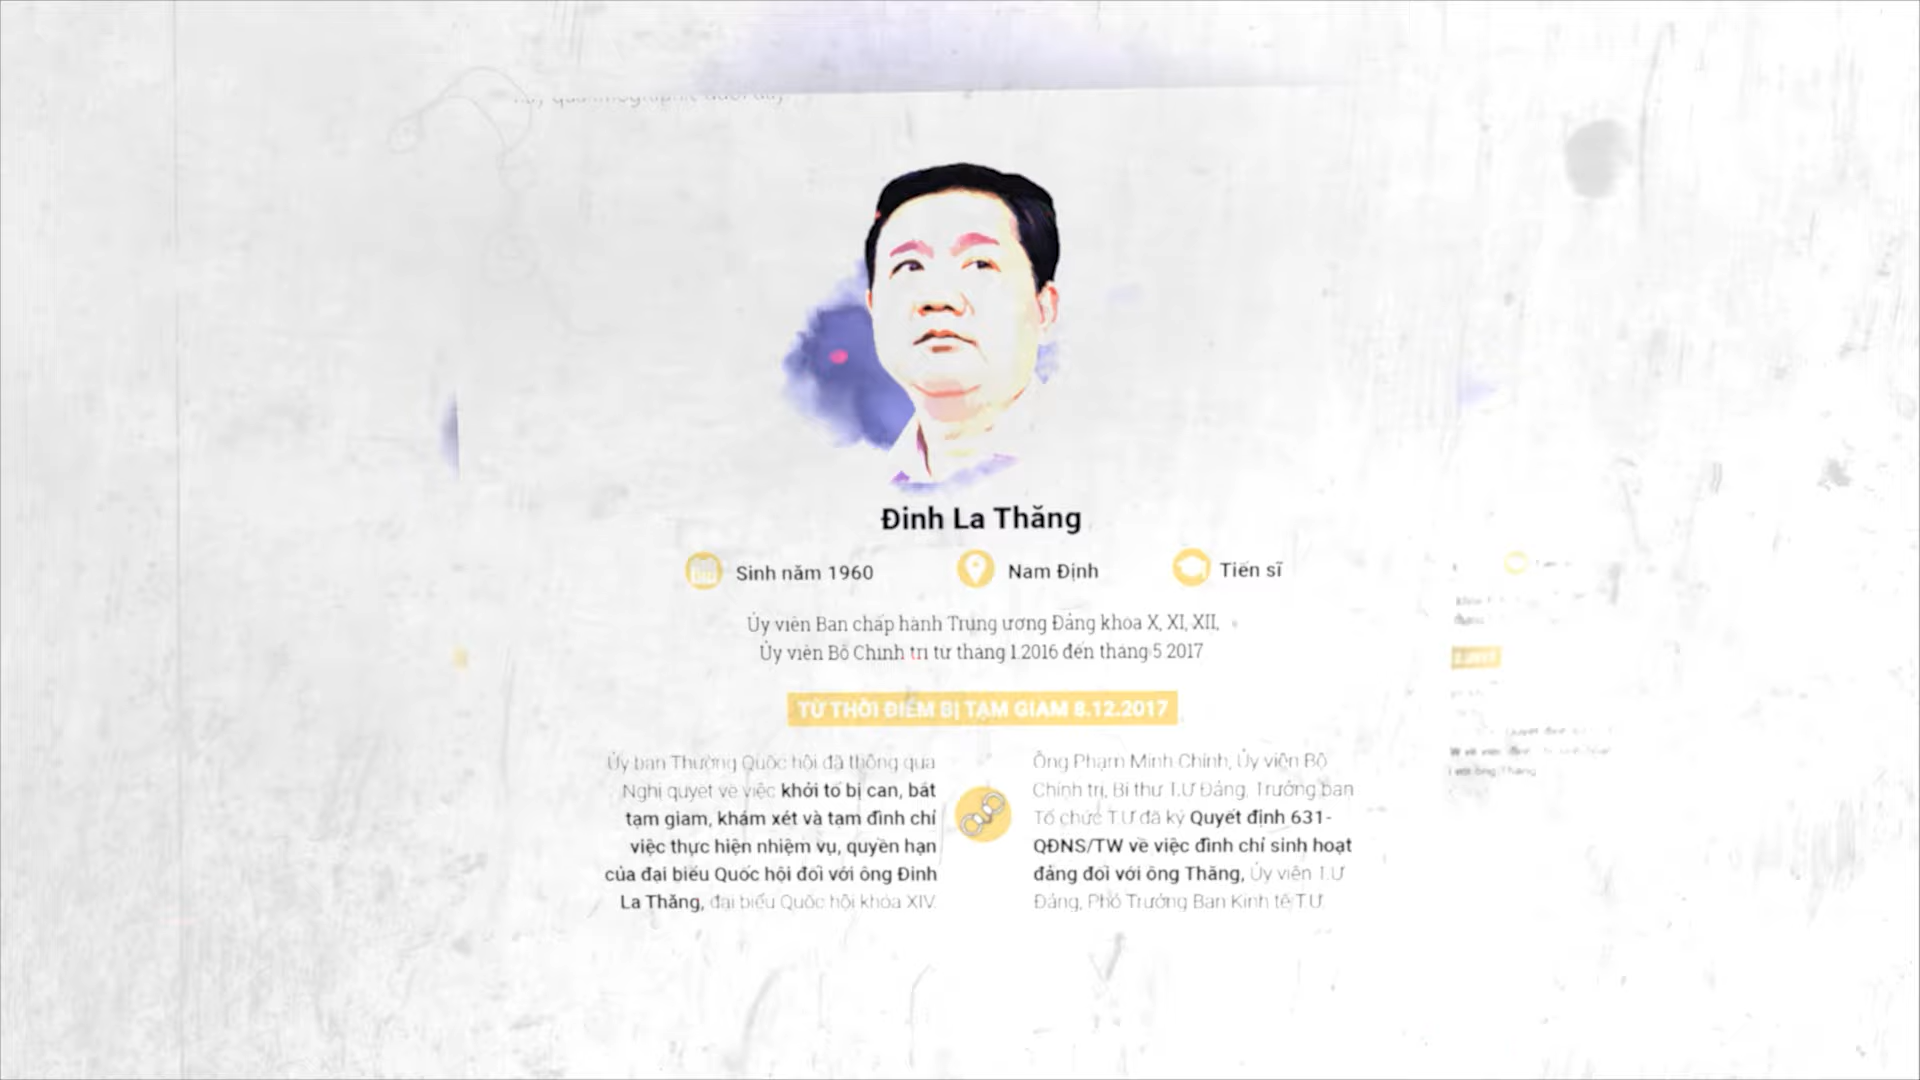 Đinh La Thăng
Sinh năm 1960
Nam Định
Tiến sĩ
Ủy viên Ban chấp hành Trung ương Đảng khóa X, XI, XII,
Ủy viên Bộ Chính trị từ tháng 1.2016 đến tháng 5 2017
TỪ THỜI ĐIỂM BỊ TẠM GIAM 8.12.2017
Ủy ban Thường Quốc hội đã thông qua
Nghị quyết về việc khởi tố bị can, bắt
tạm giam, khám xét và tạm đình chỉ
việc thực hiện nhiệm vụ, quyền hạn
của đại biểu Quốc hội đối với ông Đinh
La Thăng, đại biểu Quốc hội khóa XIV.
Ông Phạm Minh Chính, Ủy viên Bộ
Chính trị, Bí thư T.Ư Đảng, Trưởng ban
Tổ chức T.Ư đã ký Quyết định 631-
QĐNS/TW về việc đình chỉ sinh hoạt
đảng đối với ông Thăng, Ủy viên T.Ư
Đảng, Phó Trưởng Ban Kinh tế T.Ư.